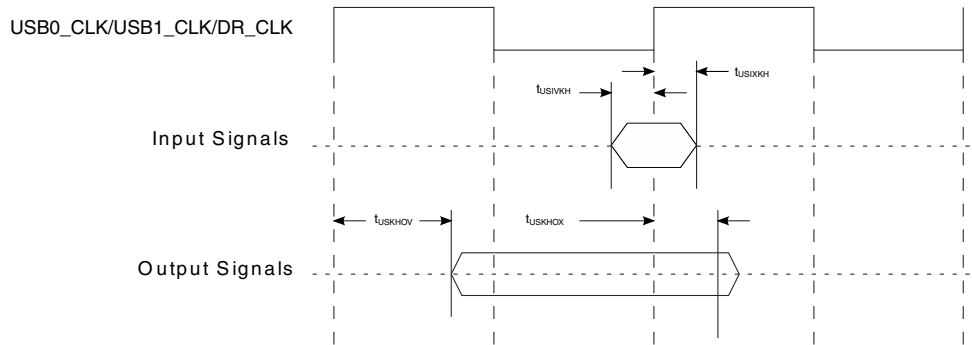 USB0_CLK/USB1_CLK/DR_CLK
tUSIXKH
tUSIVKH
Input Signals
tUSKHOV
tUSKHOX
Output Signals